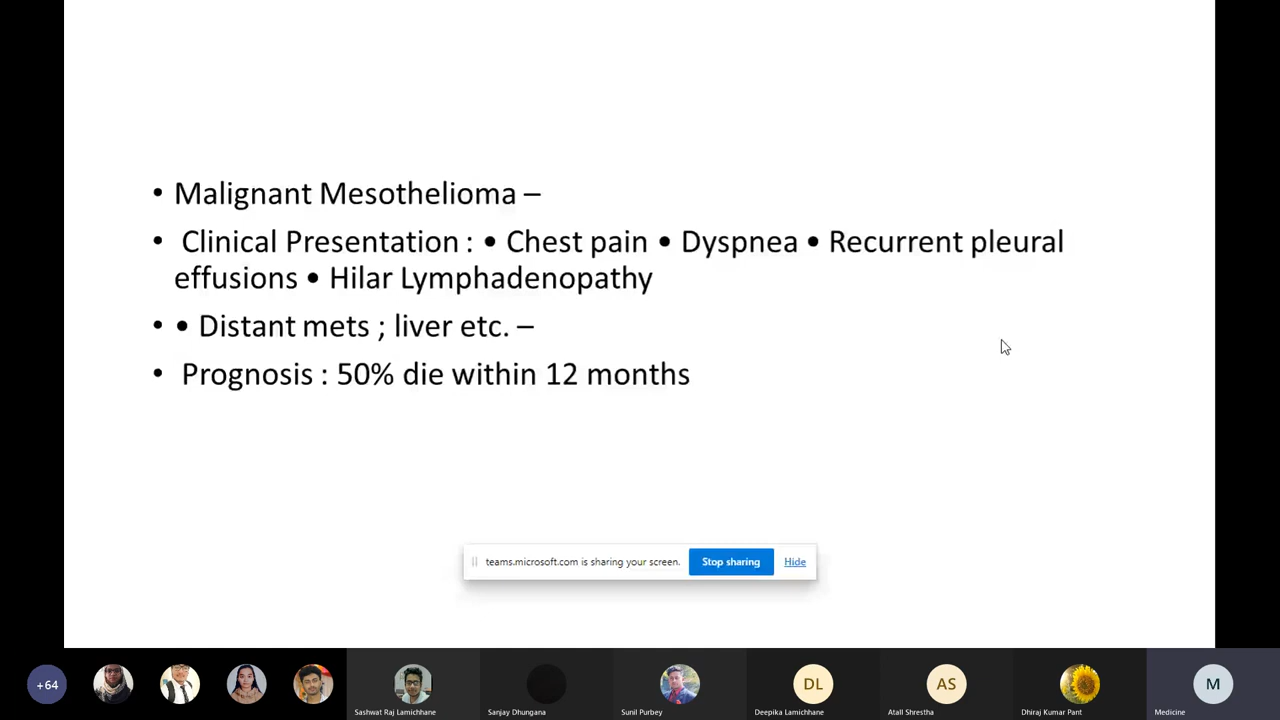 • Malignant Mesothelioma –
• Clinical Presentation : • Chest pain • Dyspnea • Recurrent pleural
effusions • Hilar Lymphadenopathy
• • Distant mets ; liver etc. –
• Prognosis : 50% die within 12 months
teams.microsoft.com is sharing your screen. Stop sharing Hide
+64 DL AS M
Sashwat Raj Lamichhane Sanjay Dhungana Sunil Purbey Deepika Lamichhane Atall Shrestha Dhiraj Kumar Pant Medicine